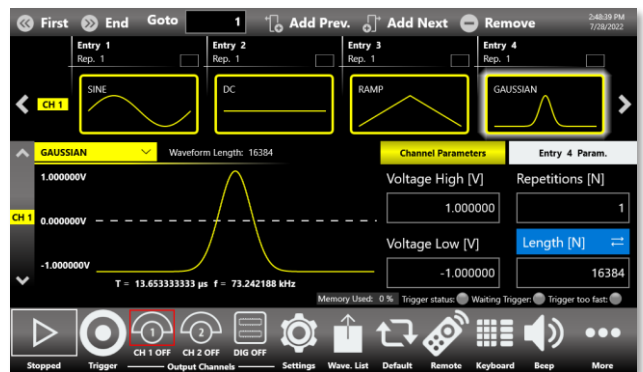 First End Goto 1 Add Prev. Add Next Remove 2:48:39 PM
7/28/2022
Entry 1 Entry 2 Entry 3 Entry 4
Rep. 1 Rep. 1 Rep. 1 Rep. 1
CH 1 SINE DC RAMP GAUSSIAN
GAUSSIAN Waveform Length: 16384 Channel Parameters Entry 4 Param.
1.000000V Voltage High [V] Repetitions [N]
1.000000 1
CH 1 0.000000V
Voltage Low [V] Length [N]
-1.000000V -1.000000 16384
T = 13.653333333 µs f = 73.242188 kHz
Memory Used: 0 % Trigger status: Waiting Trigger: Trigger too fast:
1 2
CH 1 OFF CH 2 OFF DIG OFF
Stopped Trigger Output Channels Settings Wave. List Default Remote Keyboard Beep More